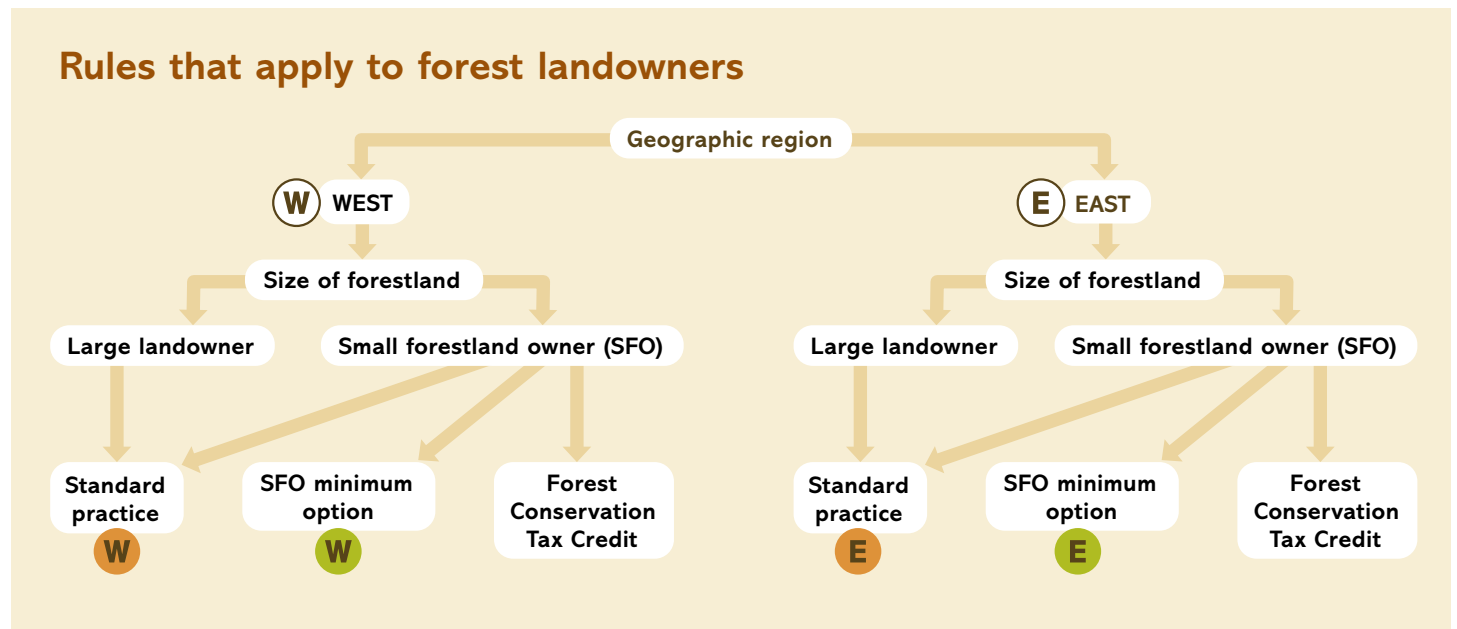 Rules that apply to forest landowners
Geographic region
W WEST
E EAST
Size of forestland
Size of forestland
Large landowner
Small forestland owner (SFO)
Large landowner
Small forestland owner (SFO)
Standard
practice
W
SFO minimum
option
W
Forest
Conservation
Tax Credit
Standard
practice
E
SFO minimum
option
E
Forest
Conservation
Tax Credit